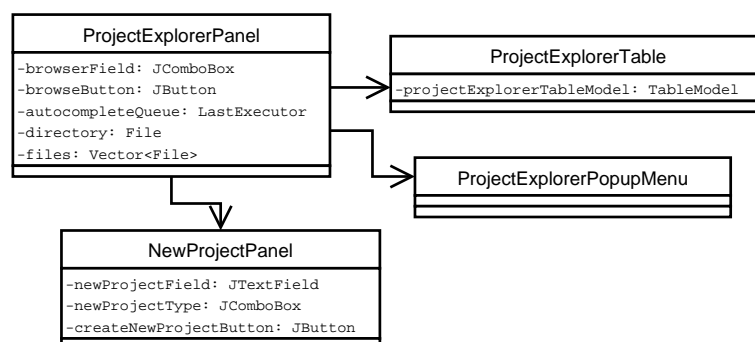 ProjectExplorerPanel
-browserField: JComboBox
-browseButton: JButton
-autocompleteQueue: LastExecutor
-directory: File
-files: Vector<File>
ProjectExplorerTable
-projectExplorerTableModel: TableModel
ProjectExplorerPopupMenu
NewProjectPanel
-newProjectField: JTextField
-newProjectType: JComboBox
-createNewProjectButton: JButton